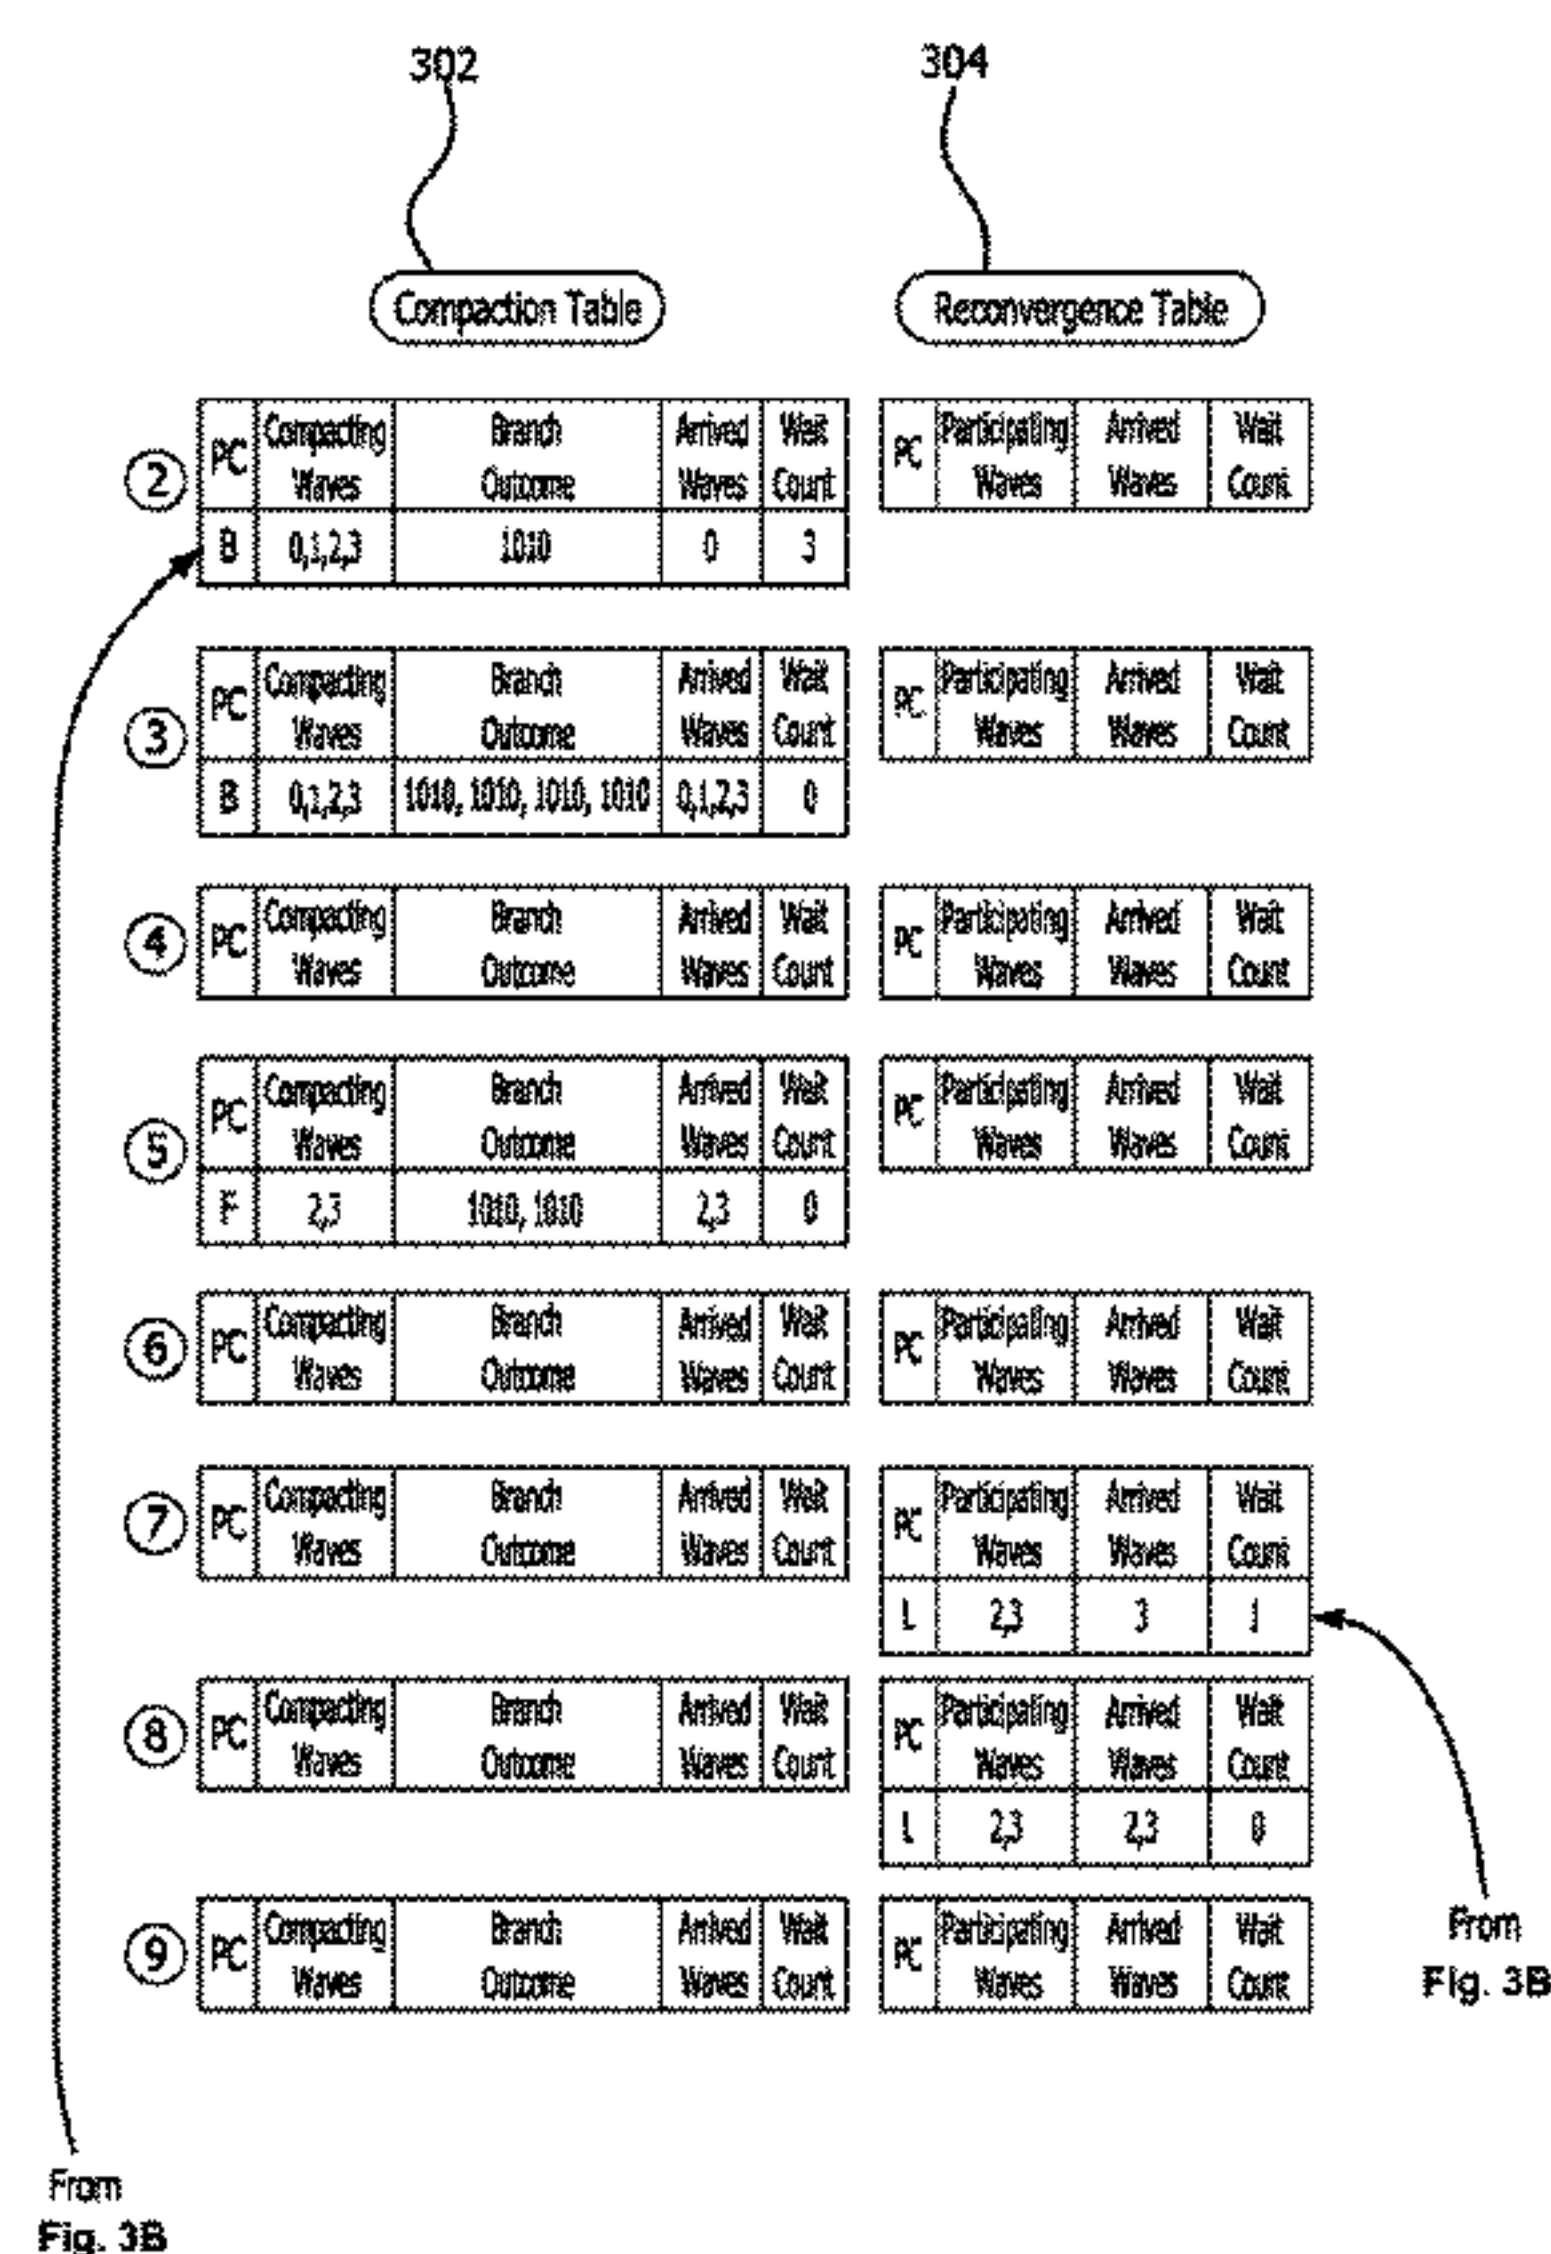 302 304
Compaction Table Reconvergence Table
② PC Compacting Waves Branch Outcome Arrived Waves Wait Count PC Participating Waves Arrived Waves Wait Count
B 0,1,2,3 1010 0 3
③ PC Compacting Waves Branch Outcome Arrived Waves Wait Count PC Participating Waves Arrived Waves Wait Count
B 0,1,2,3 1010, 1010, 1010, 1010 0,1,2,3 0
④ PC Compacting Waves Branch Outcome Arrived Waves Wait Count PC Participating Waves Arrived Waves Wait Count
⑤ PC Compacting Waves Branch Outcome Arrived Waves Wait Count PC Participating Waves Arrived Waves Wait Count
F 2,3 1010, 1010 2,3 0
⑥ PC Compacting Waves Branch Outcome Arrived Waves Wait Count PC Participating Waves Arrived Waves Wait Count
⑦ PC Compacting Waves Branch Outcome Arrived Waves Wait Count PC Participating Waves Arrived Waves Wait Count
L 2,3 3 1
⑧ PC Compacting Waves Branch Outcome Arrived Waves Wait Count PC Participating Waves Arrived Waves Wait Count
L 2,3 2,3 0
⑨ PC Compacting Waves Branch Outcome Arrived Waves Wait Count PC Participating Waves Arrived Waves Wait Count
From
Fig. 3B
From
Fig. 3B